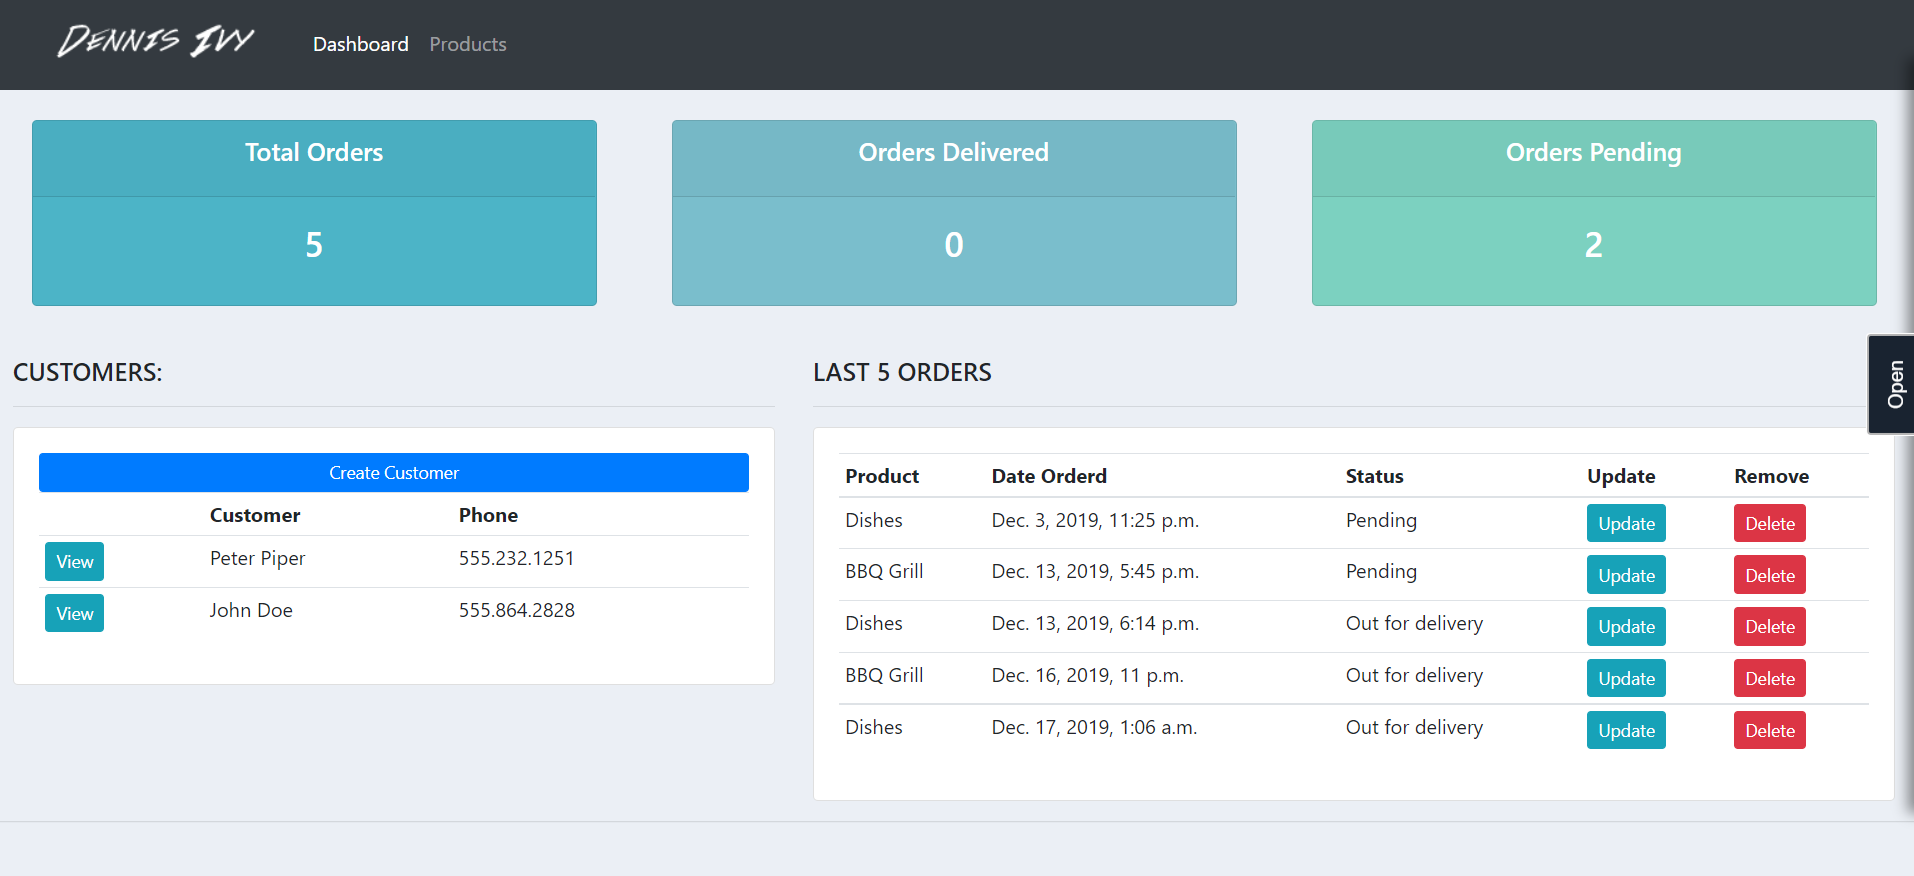 DENNIS IVY Dashboard Products
Total Orders
5
Orders Delivered
0
Orders Pending
2
Open
CUSTOMERS:
Create Customer
Customer Phone
View Peter Piper 555.232.1251
View John Doe 555.864.2828
LAST 5 ORDERS
Product Date Orderd Status Update Remove
Dishes Dec. 3, 2019, 11:25 p.m. Pending Update Delete
BBQ Grill Dec. 13, 2019, 5:45 p.m. Pending Update Delete
Dishes Dec. 13, 2019, 6:14 p.m. Out for delivery Update Delete
BBQ Grill Dec. 16, 2019, 11 p.m. Out for delivery Update Delete
Dishes Dec. 17, 2019, 1:06 a.m. Out for delivery Update Delete